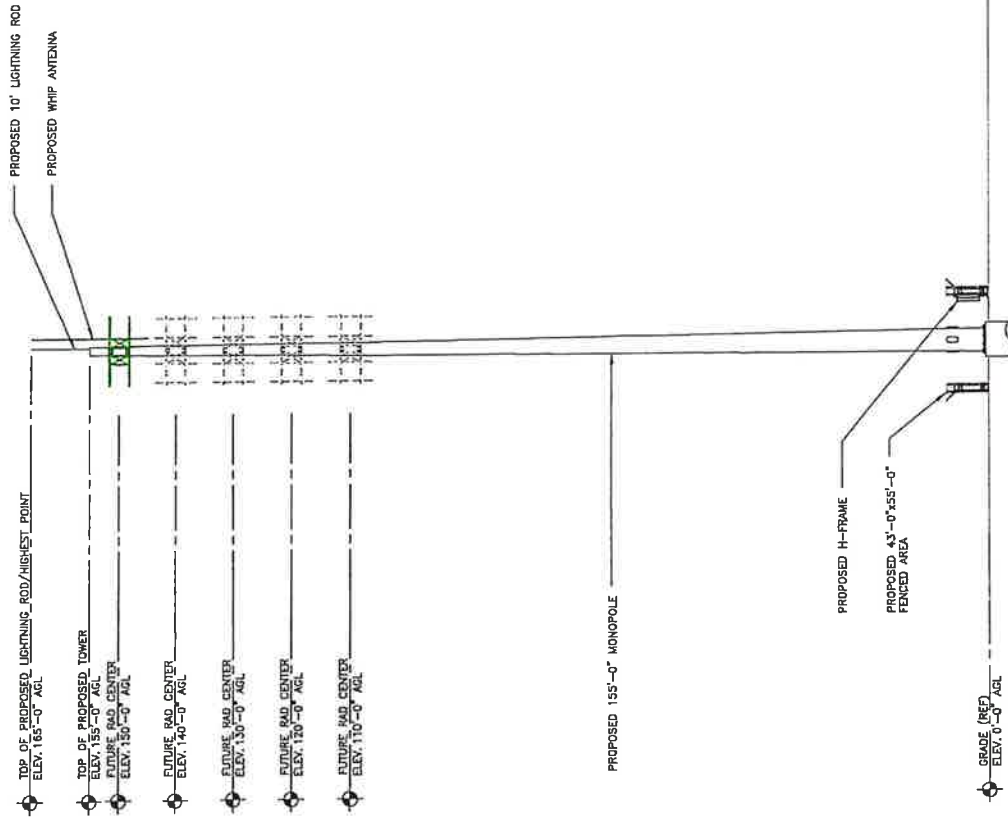 PROPOSED 10' LIGHTNING ROD
PROPOSED WHIP ANTENNA
TOP OF PROPOSED LIGHTNING ROD/HIGHEST POINT
ELEV. 165'-0" AGL
TOP OF PROPOSED TOWER
ELEV. 155'-0" AGL
FUTURE RAD CENTER
ELEV. 150'-0" AGL
FUTURE RAD CENTER
ELEV. 140'-0" AGL
FUTURE RAD CENTER
ELEV. 130'-0" AGL
FUTURE RAD CENTER
ELEV. 120'-0" AGL
FUTURE RAD CENTER
ELEV. 110'-0" AGL
PROPOSED 155'-0" MONOPOLE
PROPOSED H-FRAME
PROPOSED 43'-0"x55'-0"
FENCED AREA
GRADE (REF)
ELEV. 0'-0" AGL